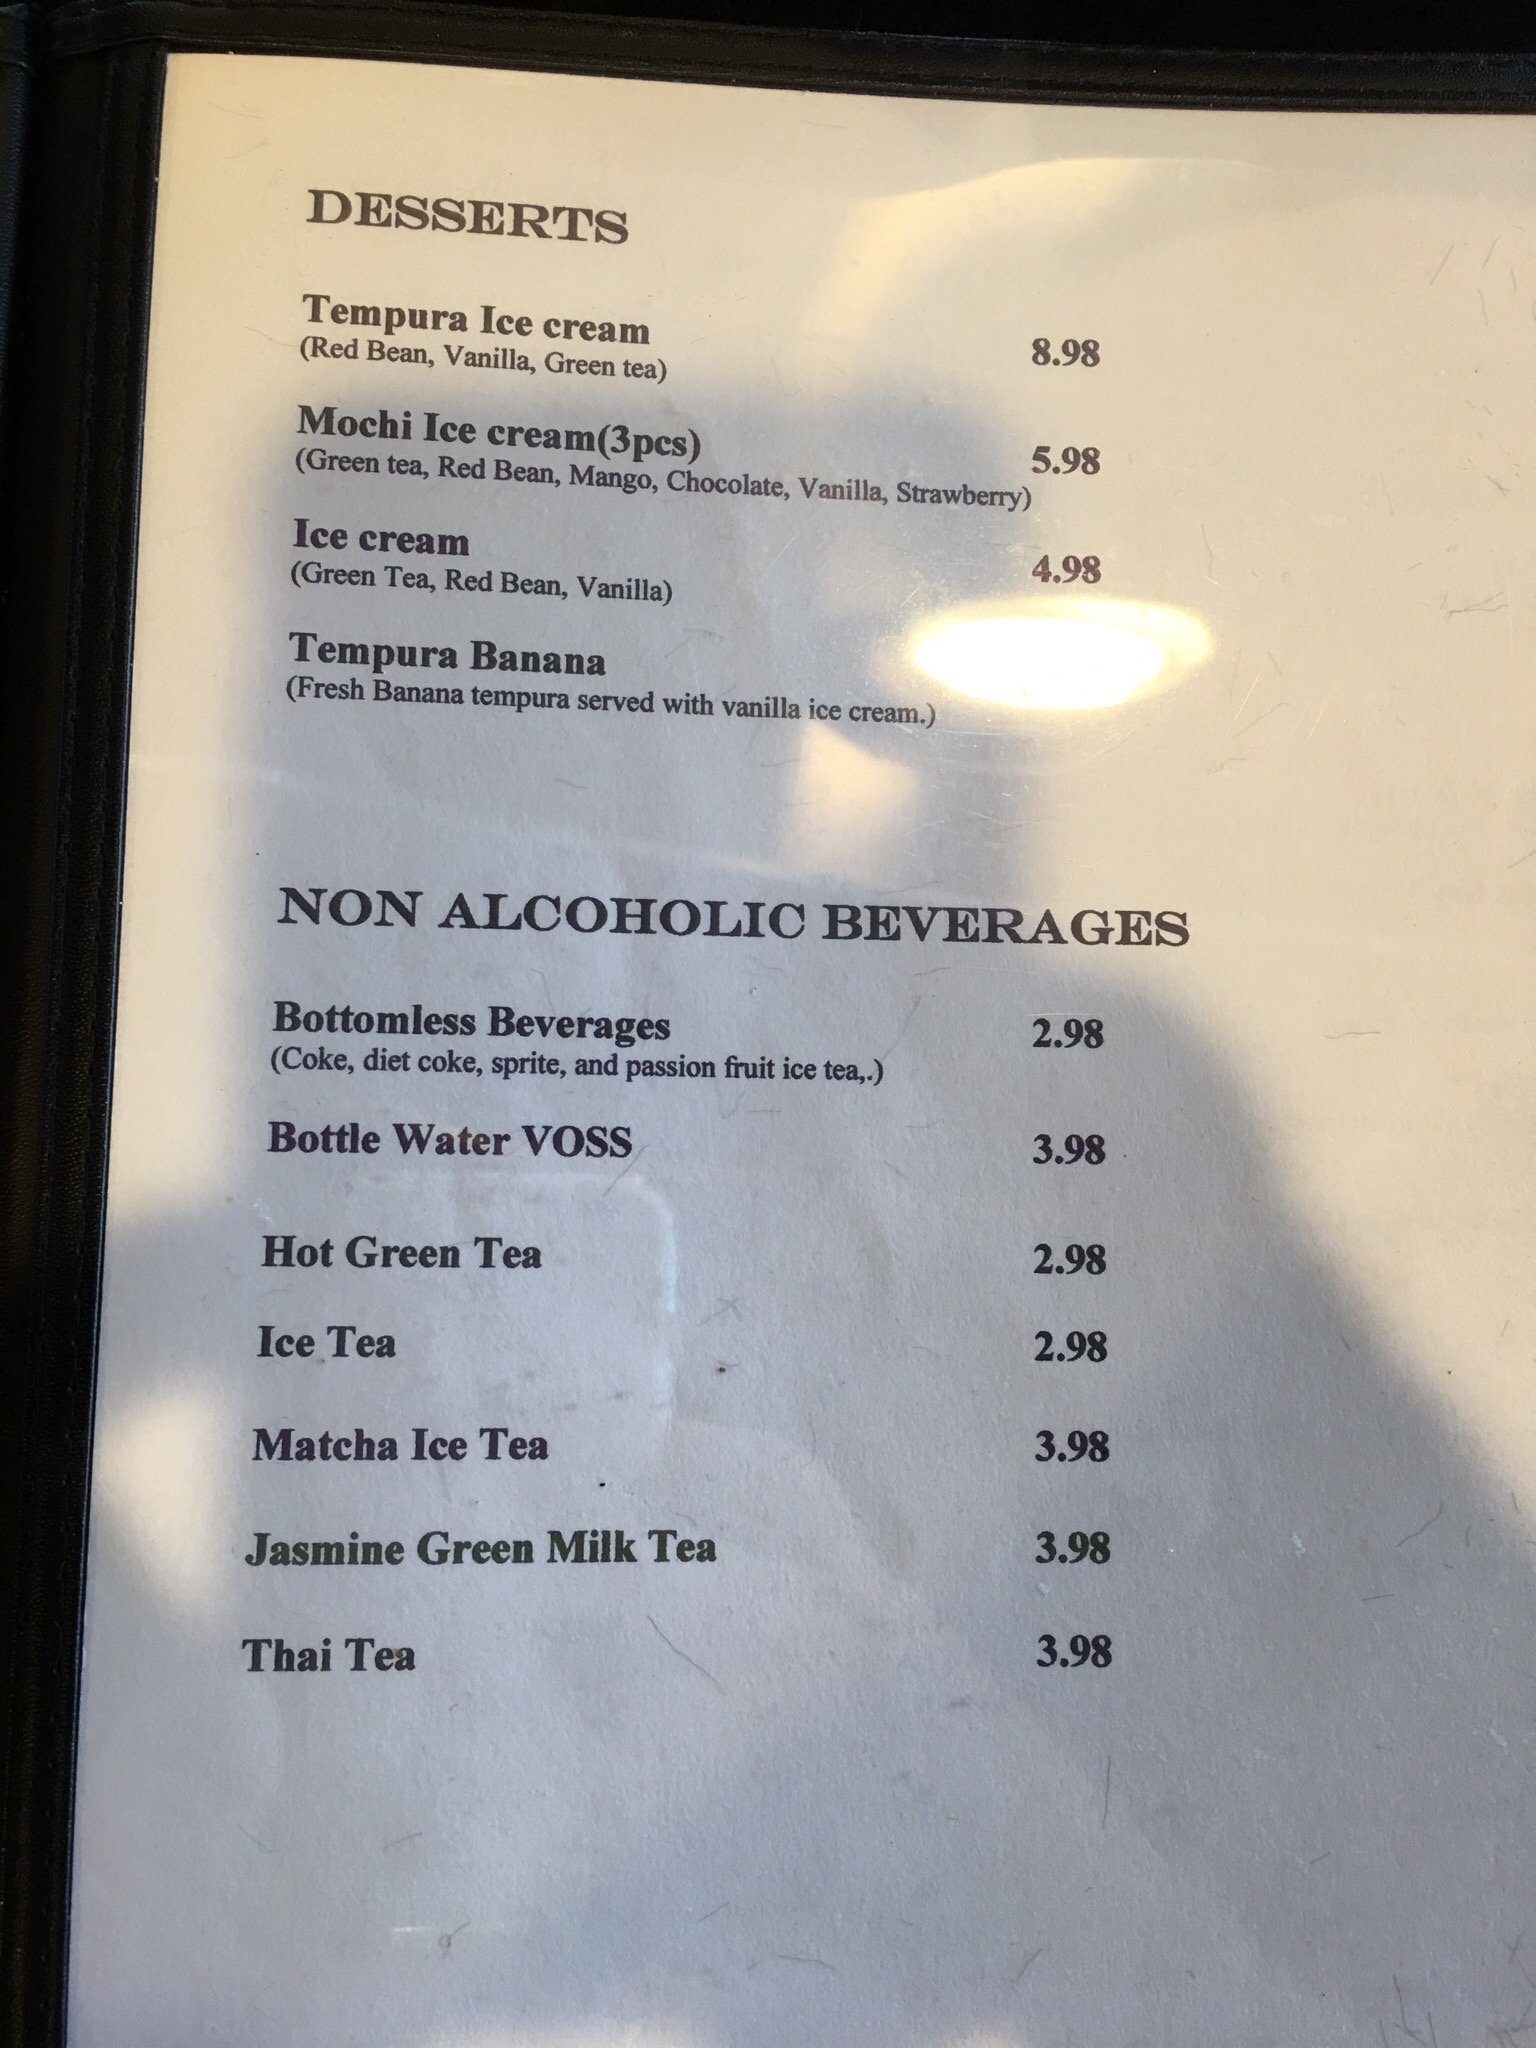 DESSERTS
Tempura Ice cream 8.98
(Red Bean, Vanilla, Green tea)
Mochi Ice cream(3pcs) 5.98
(Green tea, Red Bean, Mango, Chocolate, Vanilla, Strawberry)
Ice cream 4.98
(Green Tea, Red Bean, Vanilla)
Tempura Banana
(Fresh Banana tempura served with vanilla ice cream.)
NON ALCOHOLIC BEVERAGES
Bottomless Beverages 2.98
(Coke, diet coke, sprite, and passion fruit ice tea,.)
Bottle Water VOSS 3.98
Hot Green Tea 2.98
Ice Tea 2.98
Matcha Ice Tea 3.98
Jasmine Green Milk Tea 3.98
Thai Tea 3.98